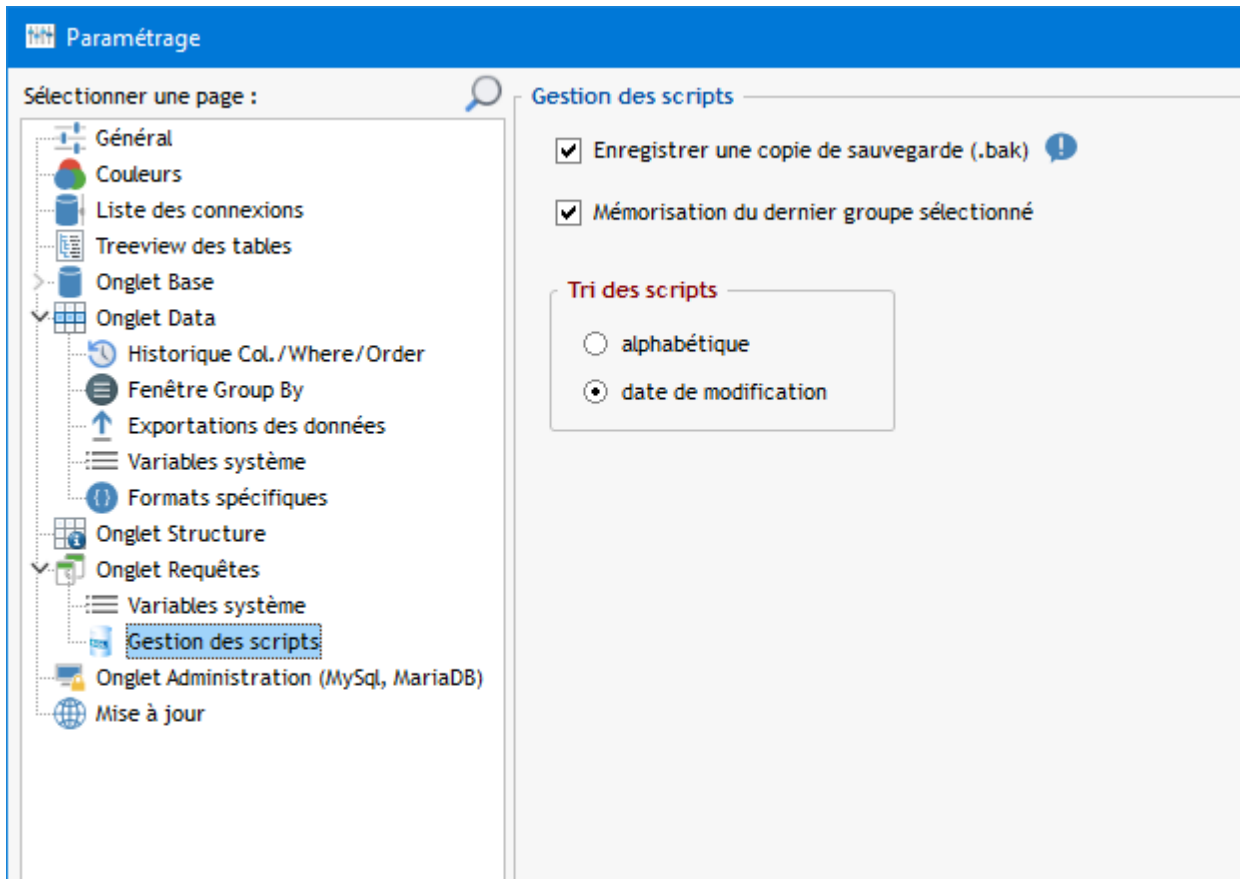 Paramétrage
Sélectionner une page :
Général
Couleurs
Liste des connexions
Treeview des tables
Onglet Base
Onglet Data
Historique Col./Where/Order
Fenêtre Group By
Exportations des données
Variables système
Formats spécifiques
Onglet Structure
Onglet Requêtes
Variables système
Gestion des scripts
Onglet Administration (MySql, MariaDB)
Mise à jour
Gestion des scripts
Enregistrer une copie de sauvegarde (.bak)
Mémorisation du dernier groupe sélectionné
Tri des scripts
alphabétique
date de modification